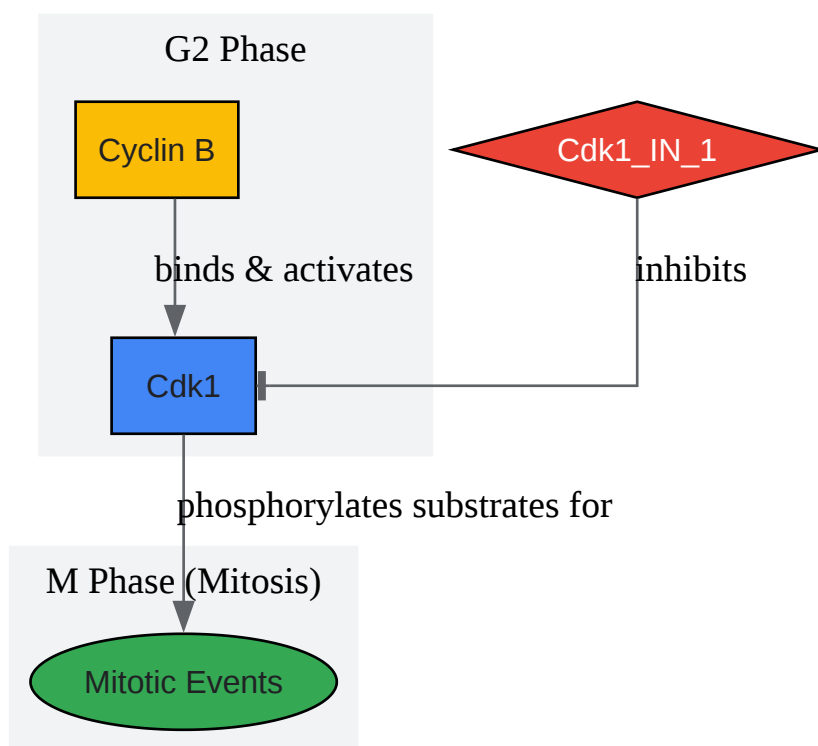 G2 Phase
Cyclin B
Cdk1_IN_1
binds & activates
inhibits
Cdk1
phosphorylates substrates for
M Phase (Mitosis)
Mitotic Events